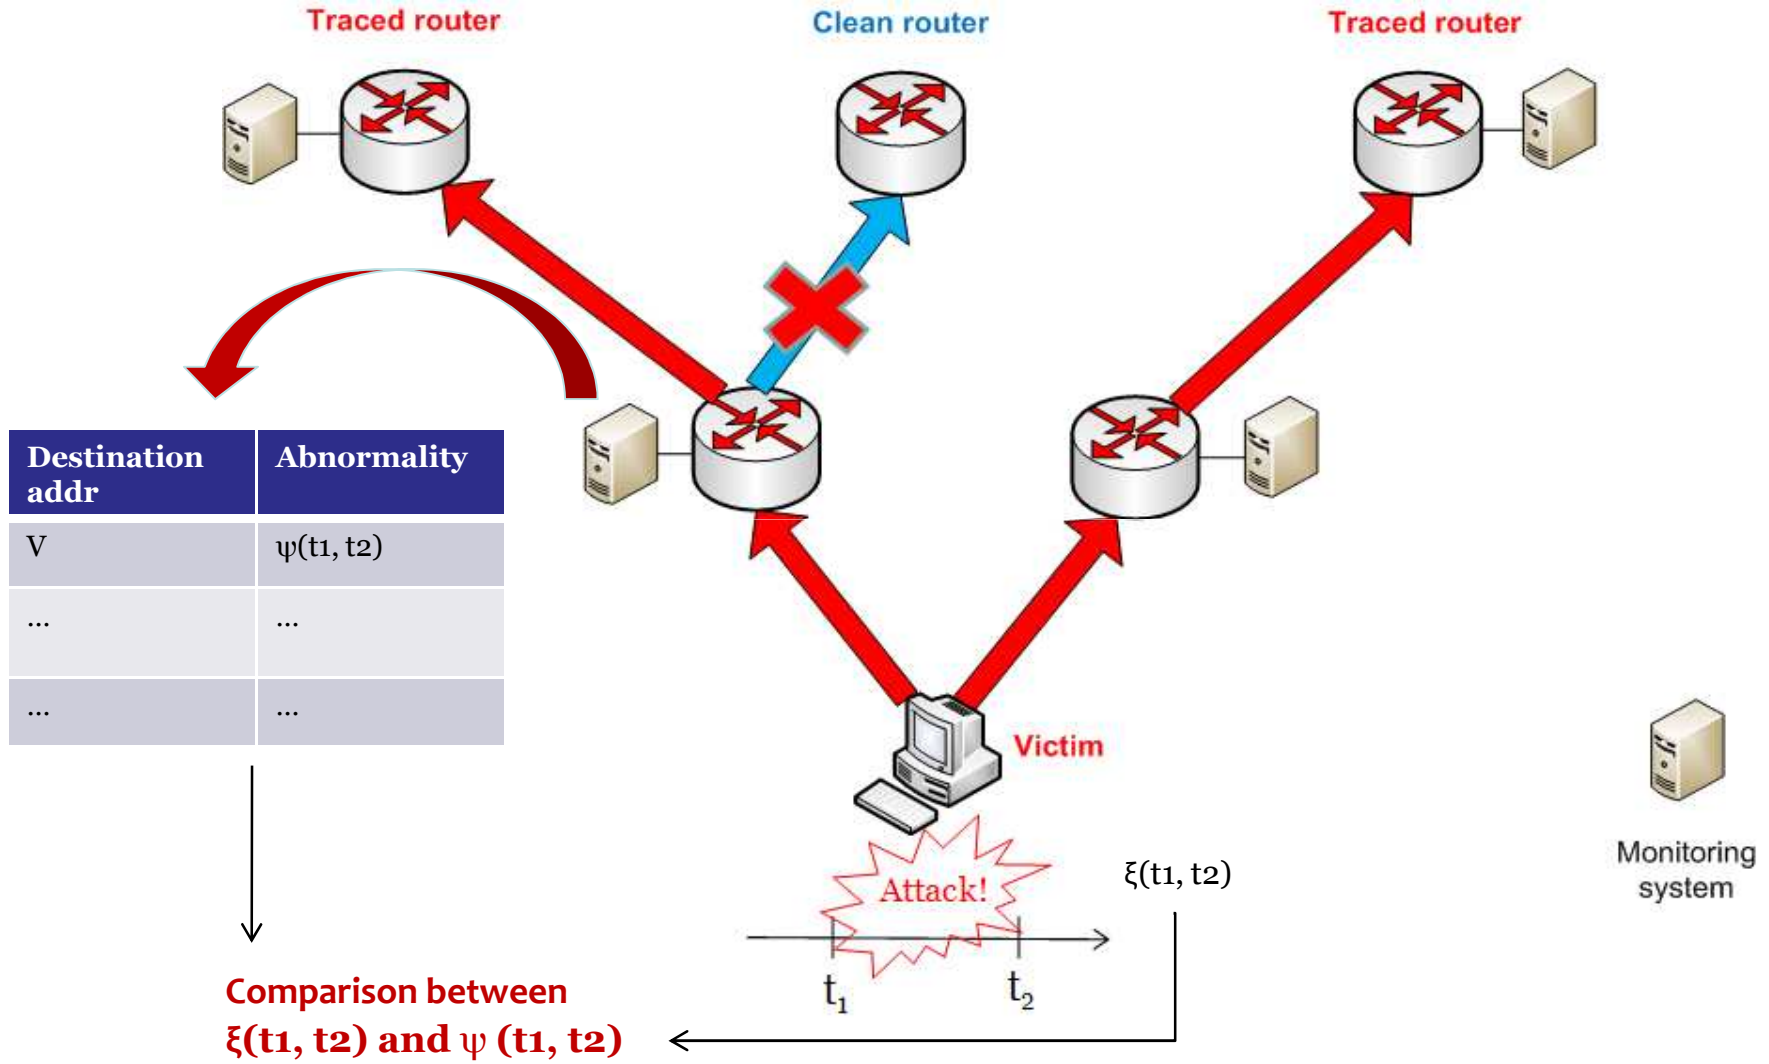 Traced router
Clean router
Traced router
Destination addr
Abnormality
V
ψ(t1, t2)
...
...
...
...
Victim
Attack!
ξ(t1, t2)
t1
t2
Monitoring
system
Comparison between
ξ(t1, t2) and ψ (t1, t2)